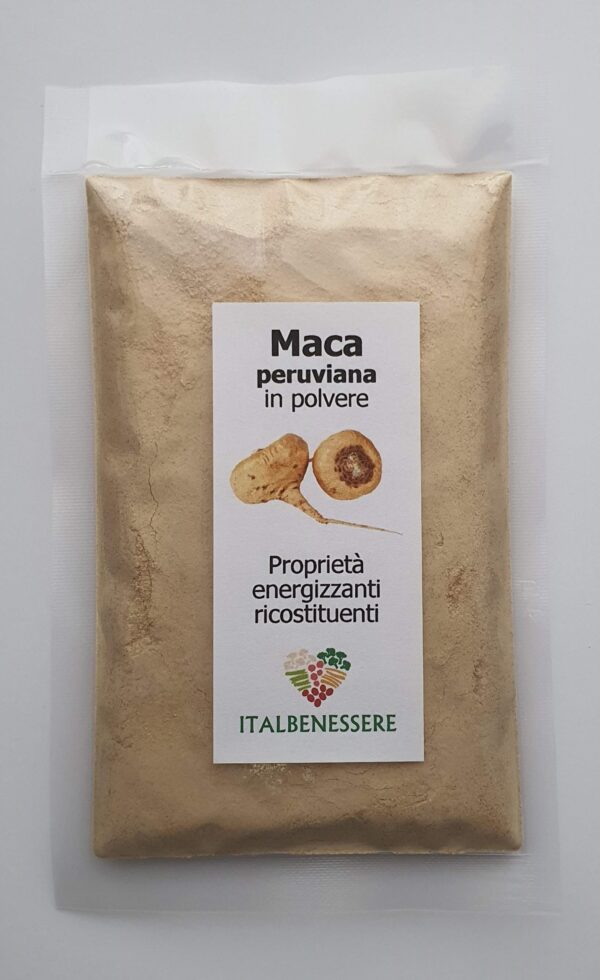 Maca
peruviana
in polvere
Proprietà
energizzanti
ricostituenti
ITALBENESSERE